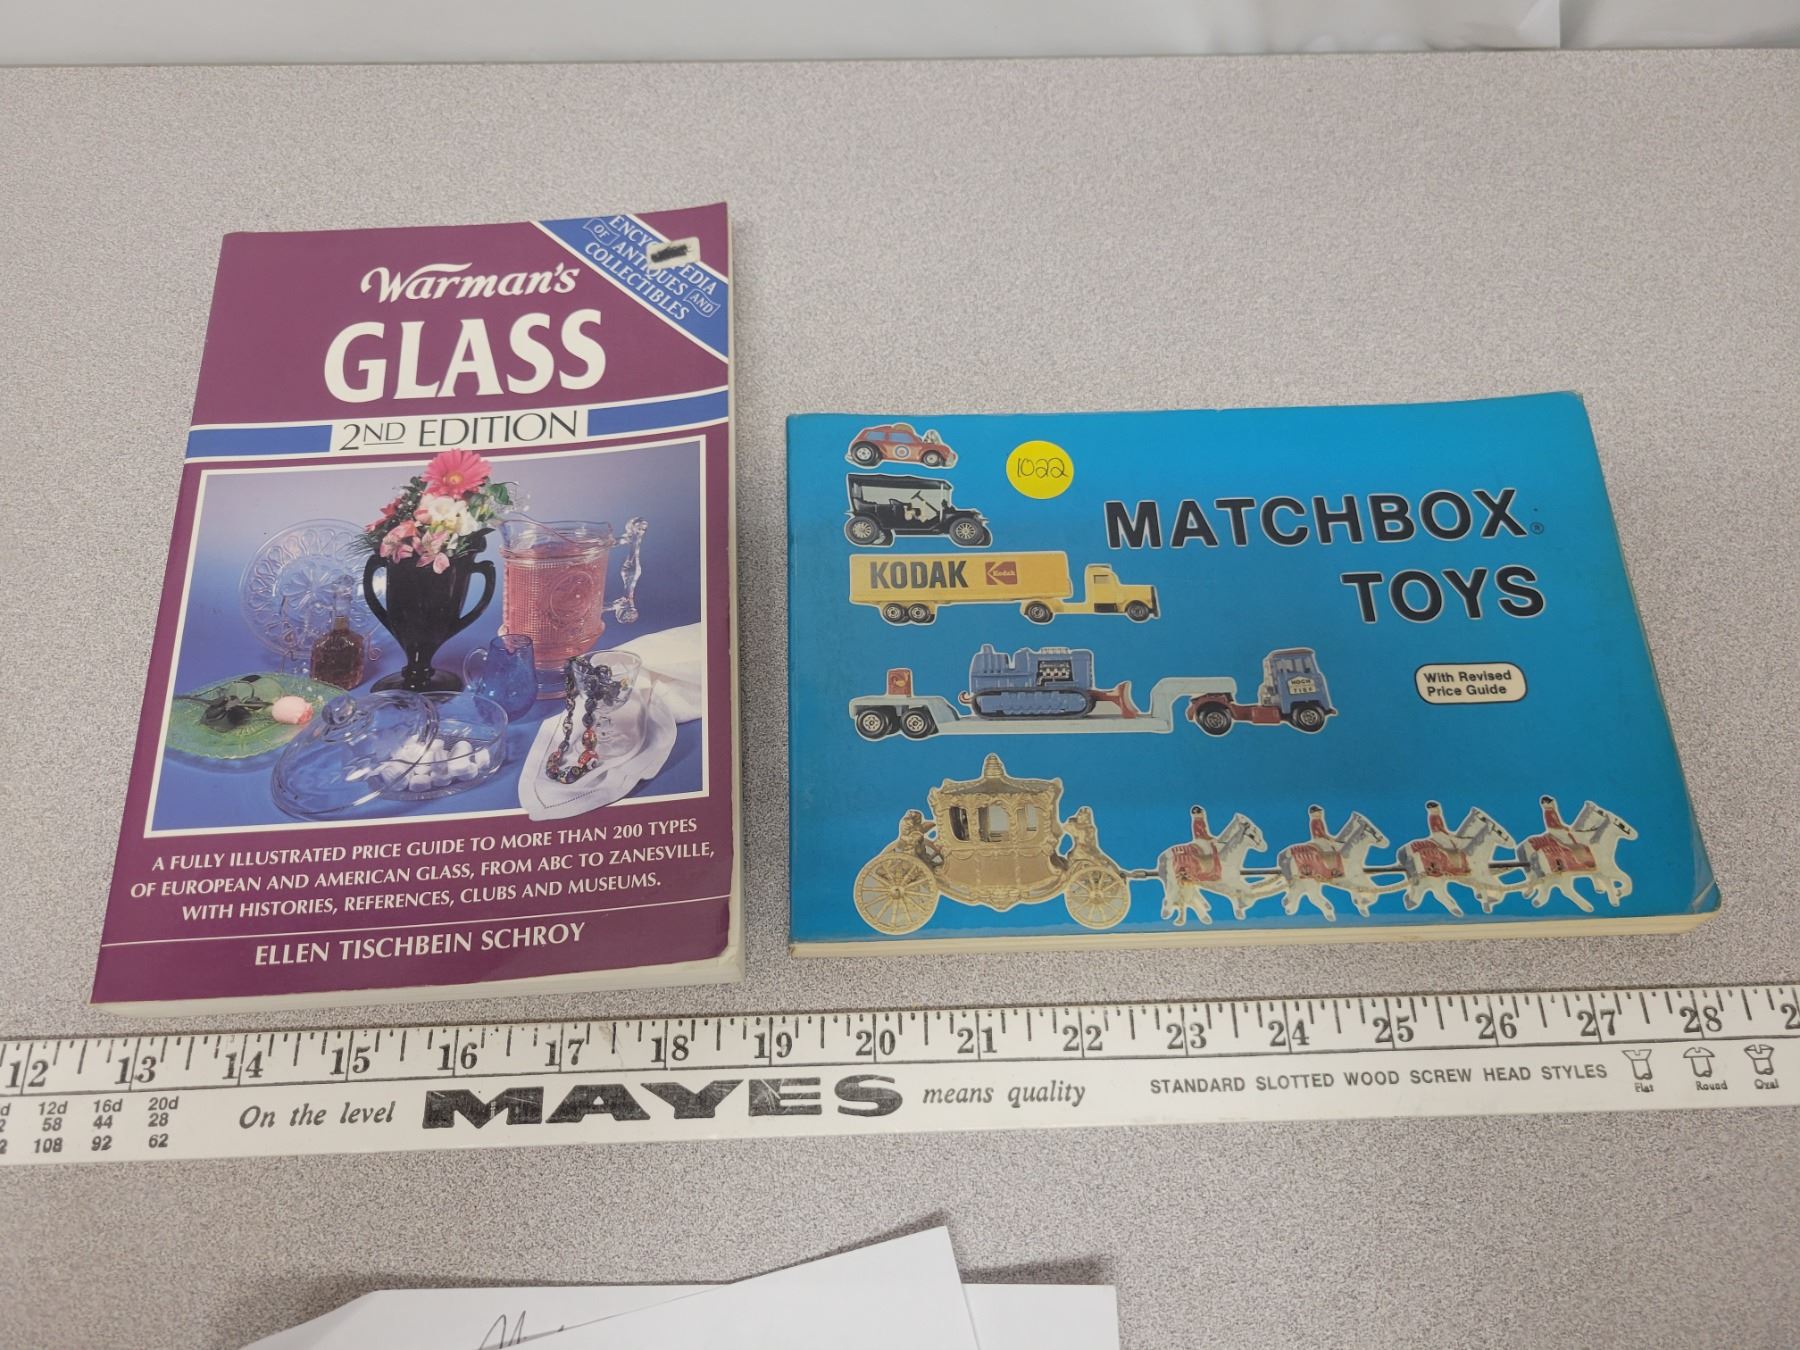 ENCYCLOPEDIA
OF ANTIQUES AND
COLLECTIBLES
Warman's
GLASS
2ND EDITION
A FULLY ILLUSTRATED PRICE GUIDE TO MORE THAN 200 TYPES
OF EUROPEAN AND AMERICAN GLASS, FROM ABC TO ZANESVILLE,
WITH HISTORIES, REFERENCES, CLUBS AND MUSEUMS.
ELLEN TISCHBEIN SCHROY
1022
MATCHBOX®
TOYS
KODAK Kodak
With Revised
Price Guide
12 13 14 15 16 17 18 19 20 21 22 23 24 25 26 27 28 2
d 12d 16d 20d
2 58 44 28
2 108 92 62
On the level MAYES means quality
STANDARD SLOTTED WOOD SCREW HEAD STYLES
Flat Round Oval